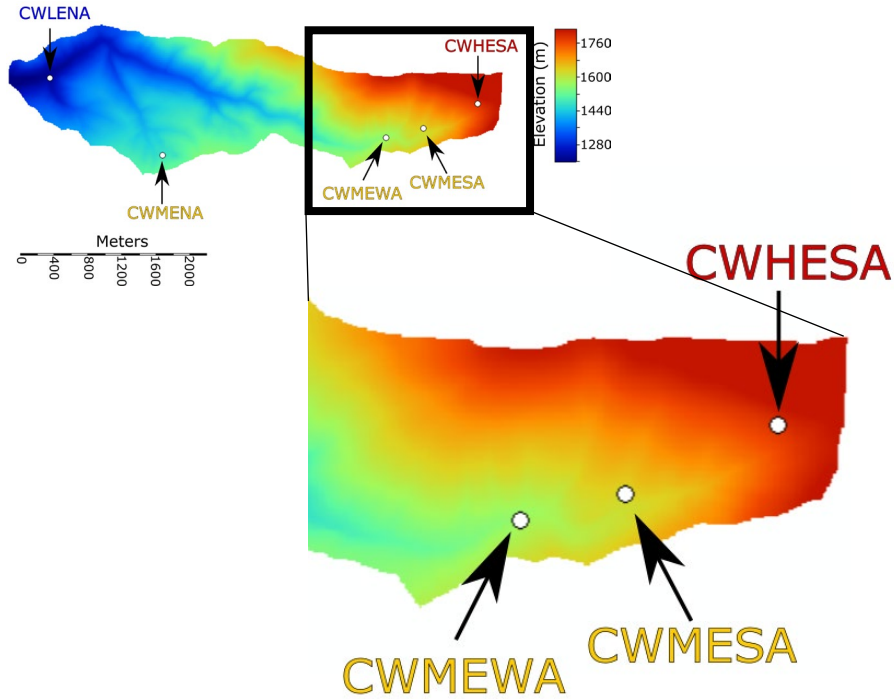 CWLENA
CWHESA
CWMEWA
CWMESA
CWMENA
Elevation (m)
1760
1600
1440
1280
Meters
0
400
800
1200
1600
2000
CWHESA
CWMESA
CWMEWA